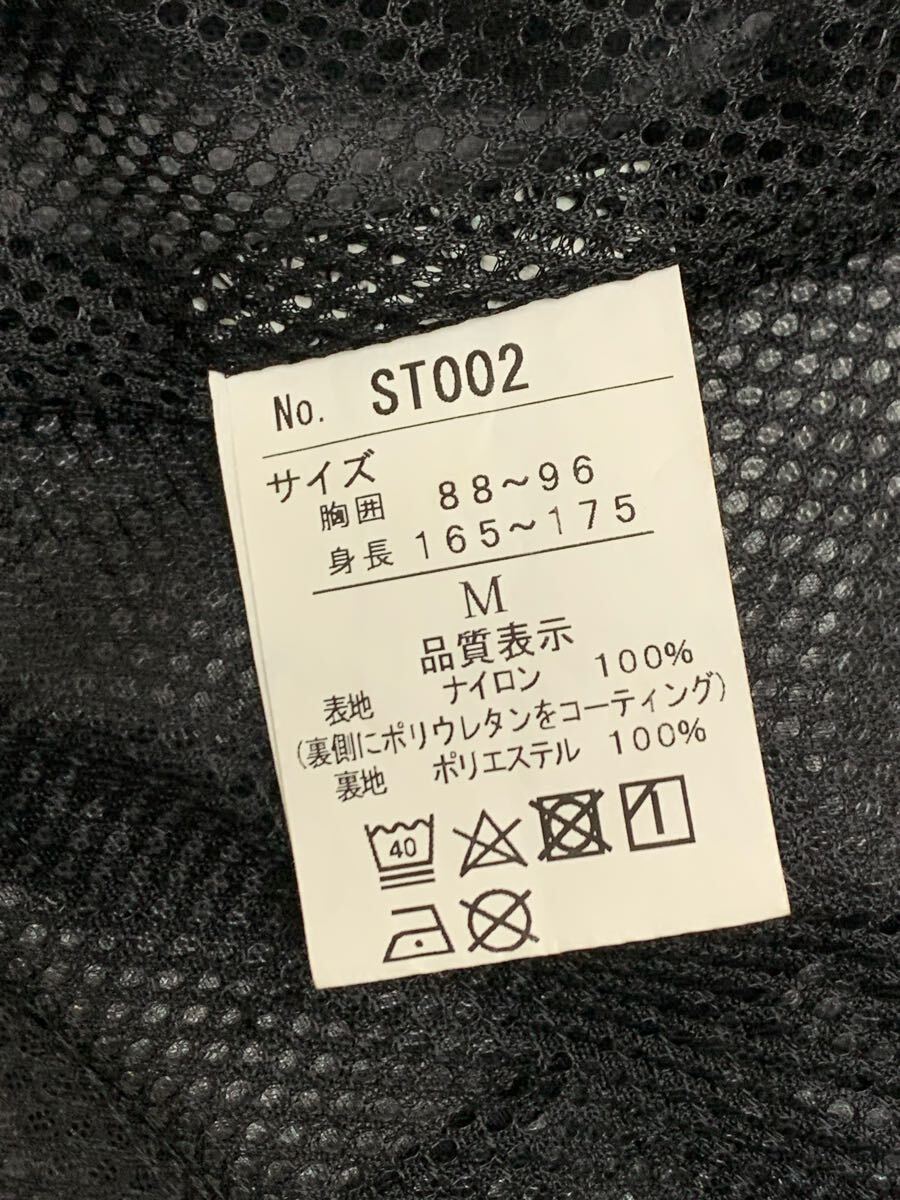 No. ST002
サイズ
胸囲 88~96
身長 165~175
M
品質表示
表地 ナイロン 100%
(裏側にポリウレタンをコーティング)
裏地 ポリエステル 100%
40